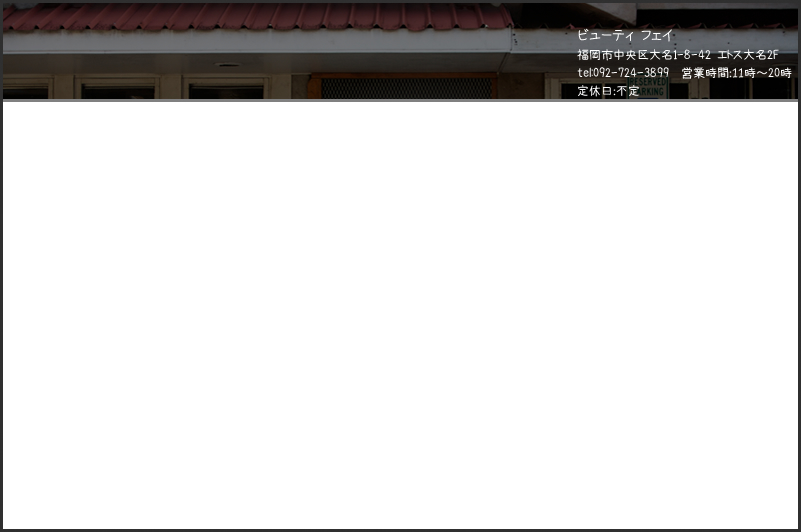 ビューティ フェイ
福岡市中央区大名1-8-42 エトス大名2F
tel:092-724-3899 営業時間:11時～20時
RESERVED
定休日:不定